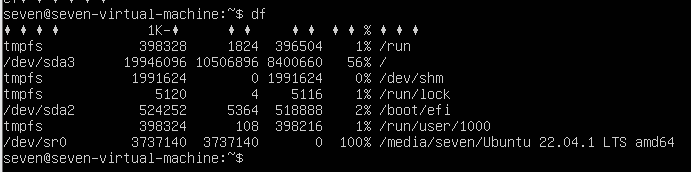 seven@seven-virtual-machine:~$ df
♦ ♦ ♦ ♦ 1K-♦ ♦ ♦ ♦ ♦ ♦ ♦ % ♦ ♦ ♦
tmpfs 398328 1824 396504 1% /run
/dev/sda3 19946096 10506896 8400660 56% /
tmpfs 1991624 0 1991624 0% /dev/shm
tmpfs 5120 4 5116 1% /run/lock
/dev/sda2 524252 5364 518888 2% /boot/efi
tmpfs 398324 108 398216 1% /run/user/1000
/dev/sr0 3737140 3737140 0 100% /media/seven/Ubuntu 22.04.1 LTS amd64
seven@seven-virtual-machine:~$